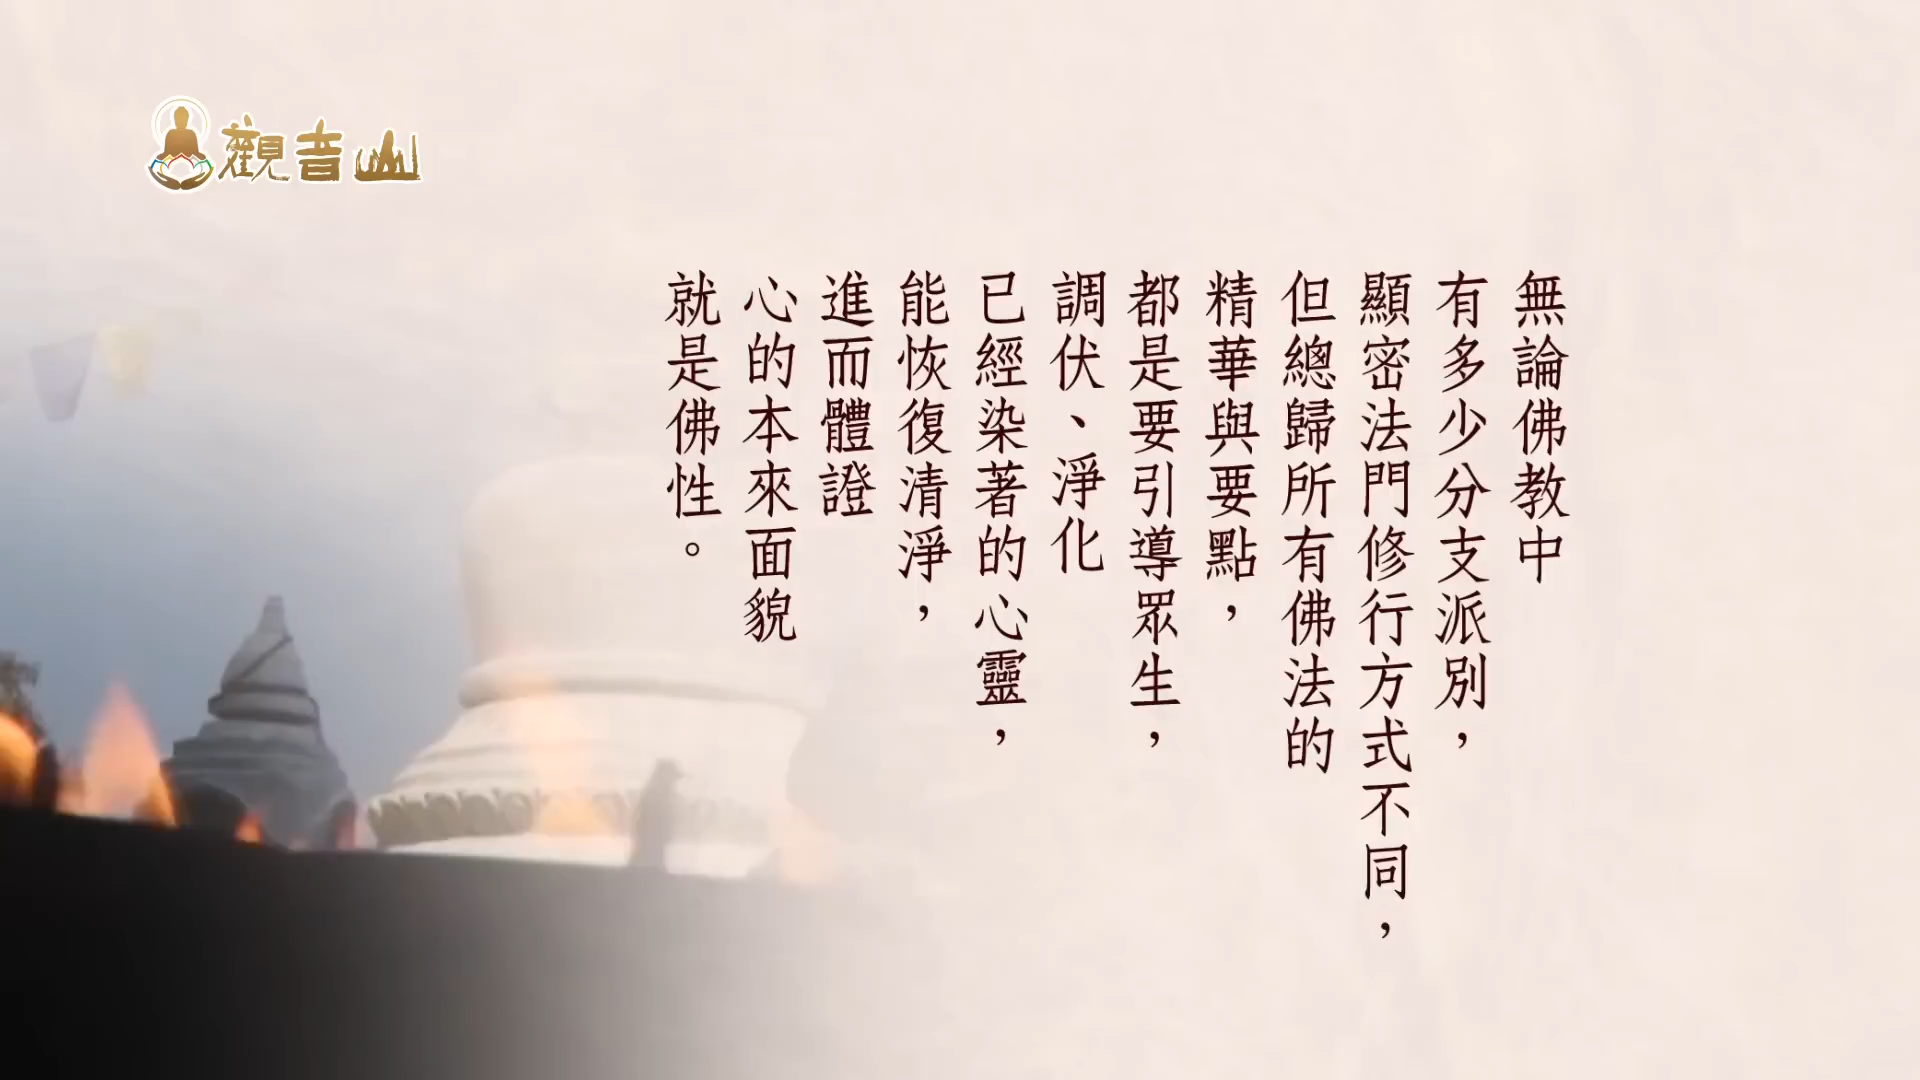 觀音山
無論佛教中
有多少分支派別，
顯密法門修行方式不同，
但總歸所有佛法的
精華與要點，
都是要引導眾生，
調伏、淨化
已經染著的心靈，
能恢復清淨，
進而體證
心的本來面貌
就是佛性。